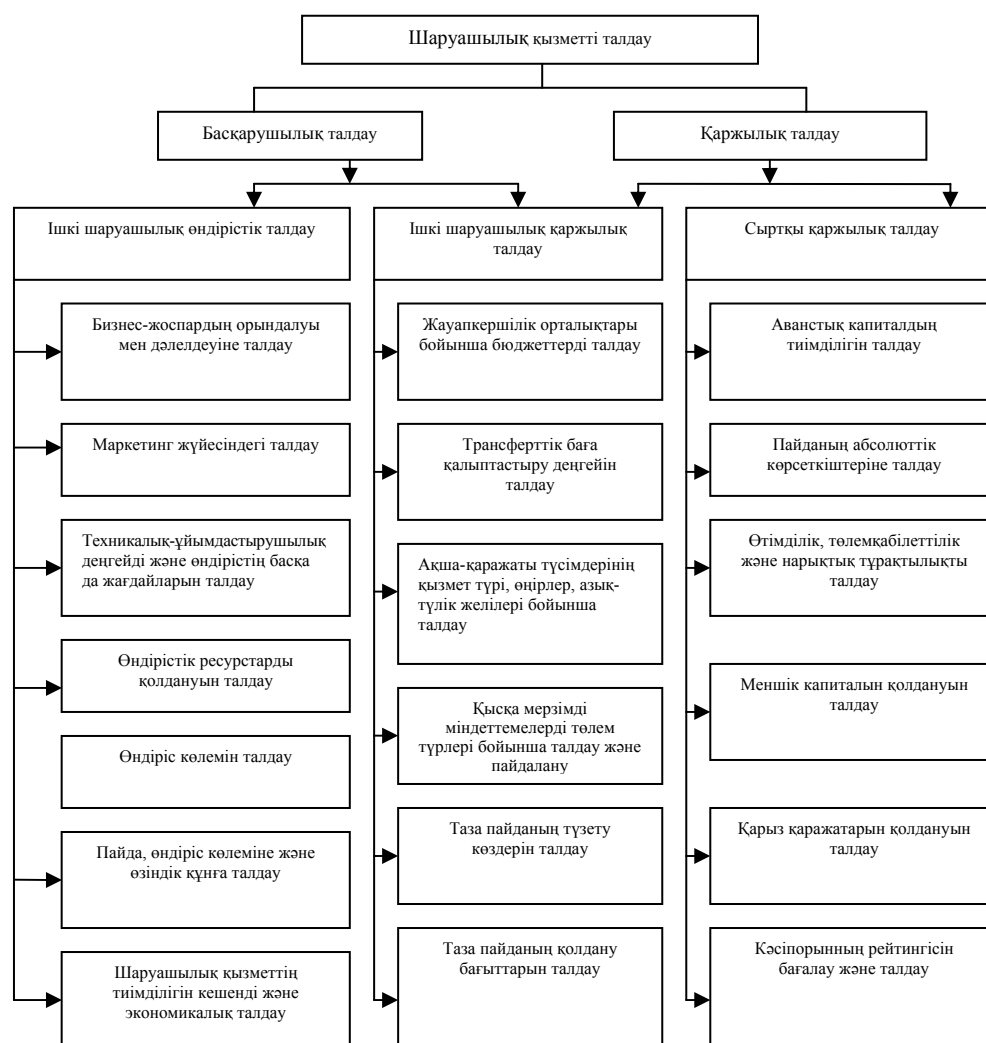 Шаруашылық қызметті талдау
Басқарушылық талдау
Қаржылық талдау
Ішкі шаруашылық өндірістік талдау
Ішкі шаруашылық қаржылық
талдау
Сыртқы қаржылық талдау
Бизнес-жоспардың орындалуы
мен дәлелдеуіне талдау
Маркетинг жүйесіндегі талдау
Техникалық-ұйымдастырушылық
деңгейді және өндірістің басқа
да жағдайларын талдау
Өндірістік ресурстарды
қолдануын талдау
Өндіріс көлемін талдау
Пайда, өндіріс көлеміне және
өзіндік құнға талдау
Шаруашылық қызметтің
тиімділігін кешенді және
экономикалық талдау
Жауапкершілік орталықтары
бойынша бюджеттерді талдау
Трансферттік баға
қалыптастыру деңгейін
талдау
Ақша-қаражаты түсімдерінің
қызмет түрі, өңірлер, азық-
түлік желілері бойынша
талдау
Қысқа мерзімді
міндеттемелерді төлем
түрлері бойынша талдау және
пайдалану
Таза пайданың түзету
көздерін талдау
Таза пайданың қолдану
бағыттарын талдау
Аванстық капиталдың
тиімділігін талдау
Пайданың абсолюттік
көрсеткіштеріне талдау
Өтімділік, төлемқабілеттілік
және нарықтық тұрақтылықты
талдау
Меншік капиталын қолдануын
талдау
Қарыз қаражатарын қолдануын
талдау
Кәсіпорынның рейтингісін
бағалау және талдау